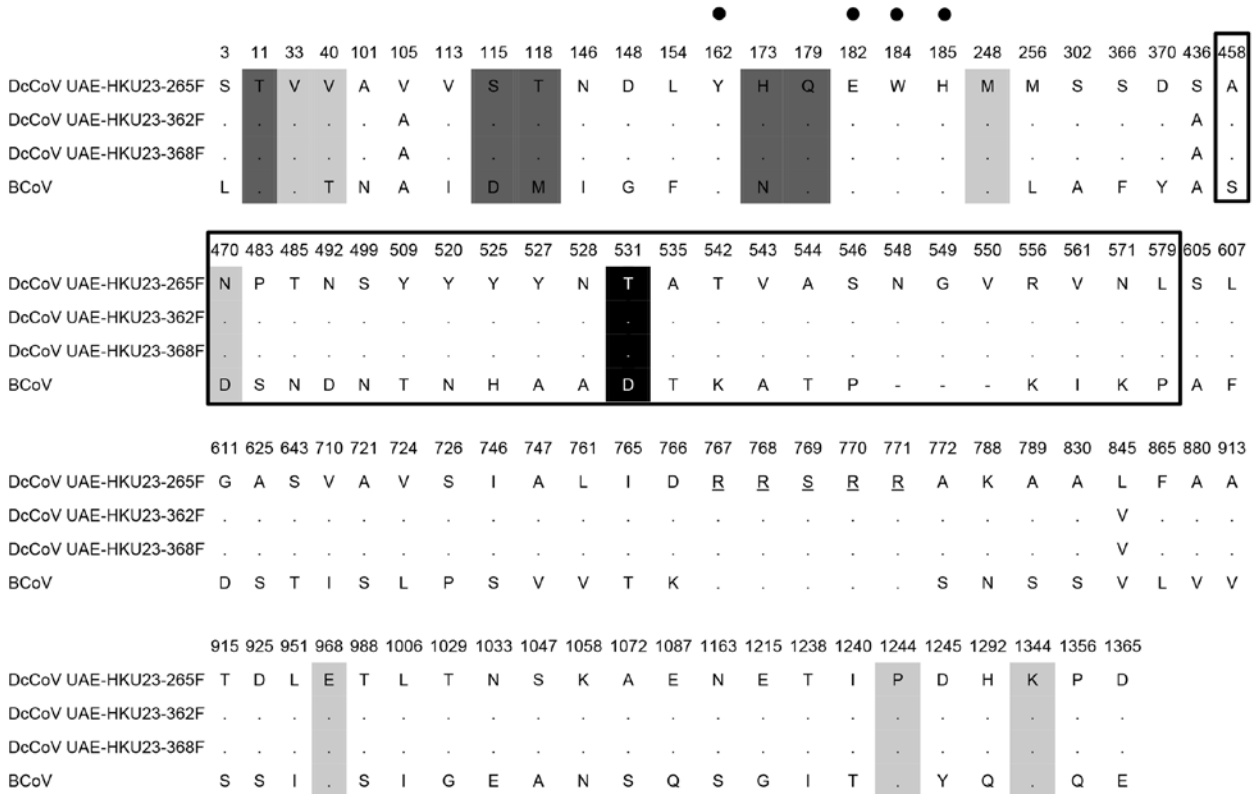 ● ● ● ●
3 11 33 40 101 105 113 115 118 146 148 154 162 173 179 182 184 185 248 256 302 366 370 436 458
DcCoV UAE-HKU23-265F S T V V A V V S T N D L Y H Q E W H M M S S D S A
DcCoV UAE-HKU23-362F . . . . . A . . . . . . . . . . . . . . . . . A .
DcCoV UAE-HKU23-368F . . . . . A . . . . . . . . . . . . . . . . . A .
BCoV L . . T N A I D M I G F . N . . . . . L A F Y A S
470 483 485 492 499 509 520 525 527 528 531 535 542 543 544 546 548 549 550 556 561 571 579 605 607
DcCoV UAE-HKU23-265F N P T N S Y Y Y Y N T A T V A S N G V R V N L S L
DcCoV UAE-HKU23-362F . . . . . . . . . . . . . . . . . . . . . . . . .
DcCoV UAE-HKU23-368F . . . . . . . . . . . . . . . . . . . . . . . . .
BCoV D S N D N T N H A A D T K A T P - - - K I K P A F
611 625 643 710 721 724 726 746 747 761 765 766 767 768 769 770 771 772 788 789 830 845 865 880 913
DcCoV UAE-HKU23-265F G A S V A V S I A L I D R R S R R A K A A L F A A
DcCoV UAE-HKU23-362F . . . . . . . . . . . . . . . . . . . . . V . . .
DcCoV UAE-HKU23-368F . . . . . . . . . . . . . . . . . . . . . V . . .
BCoV D S T I S L P S V V T K . . . . . S N S S V L V V
915 925 951 968 988 1006 1029 1033 1047 1058 1072 1087 1163 1215 1238 1240 1244 1245 1292 1344 1356 1365
DcCoV UAE-HKU23-265F T D L E T L T N S K A E N E T I P D H K P D
DcCoV UAE-HKU23-362F . . . . . . . . . . . . . . . . . . . . . .
DcCoV UAE-HKU23-368F . . . . . . . . . . . . . . . . . . . . . .
BCoV S S I . S I G E A N S Q S G I T . Y Q . Q E